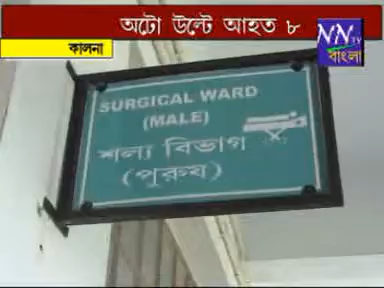 অটো উল্টে আহত ৮
কালনা
NN
TV
বাংলা
SURGICAL WARD
(MALE)
শল্য বিভাগ
(পুরুষ)